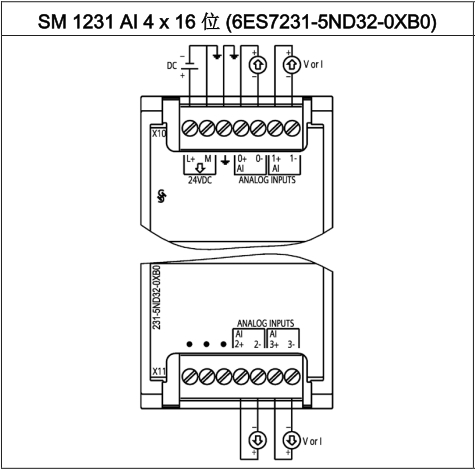 SM 1231 AI 4 x 16 位 (6ES7231-5ND32-0XB0)
DC
V or I
X10
L+ M 0+ 0- 1+ 1-
AI AI
24VDC ANALOG INPUTS
231-5ND32-0XB0
ANALOG INPUTS
AI AI
2+ 2- 3+ 3-
X11
V or I